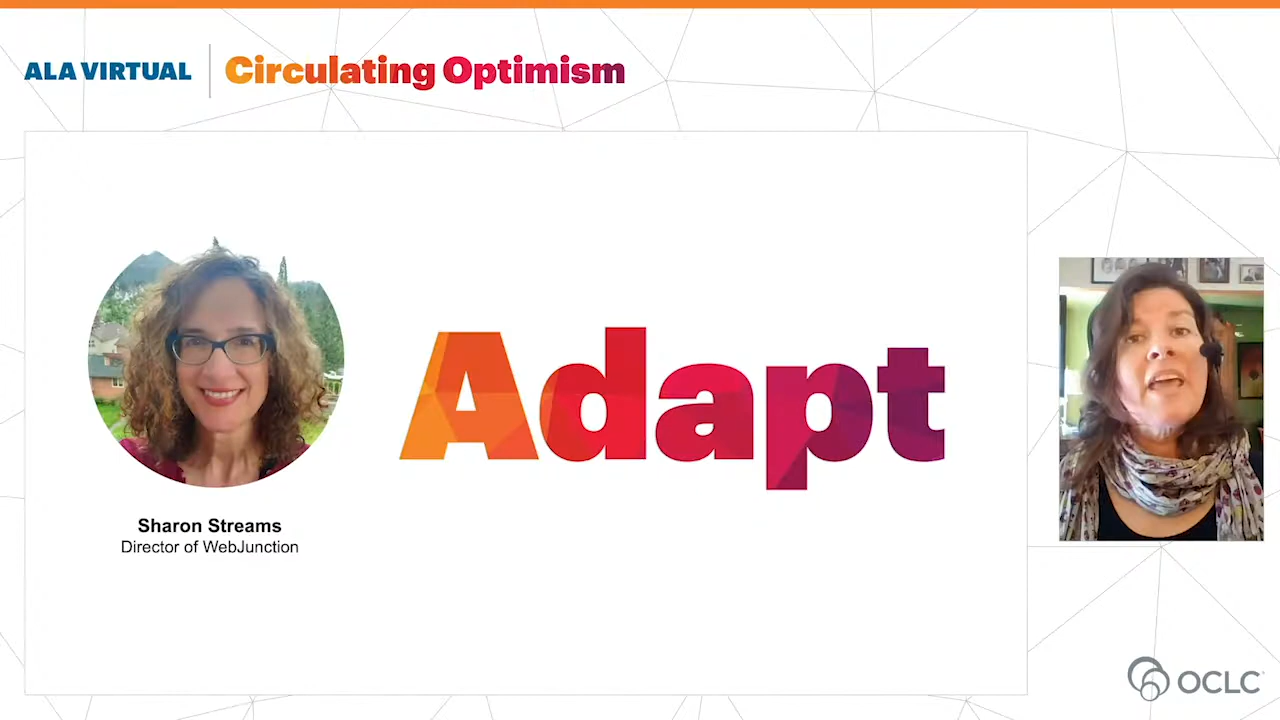 ALA VIRTUAL
Circulating Optimism
Adapt
Sharon Streams
Director of WebJunction
OCLC